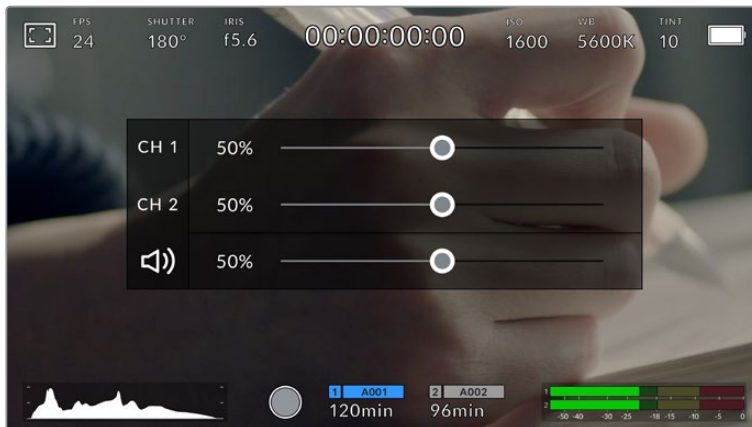 FPS SHUTTER IRIS ISO WB TINT
24 180° f5.6 00:00:00:00 1600 5600K 10
CH 1 50%
CH 2 50%
50%
1 A001 2 A002
120min 96min
1
2
-50 -40 -30 -25 -18 -15 -10 -5 0